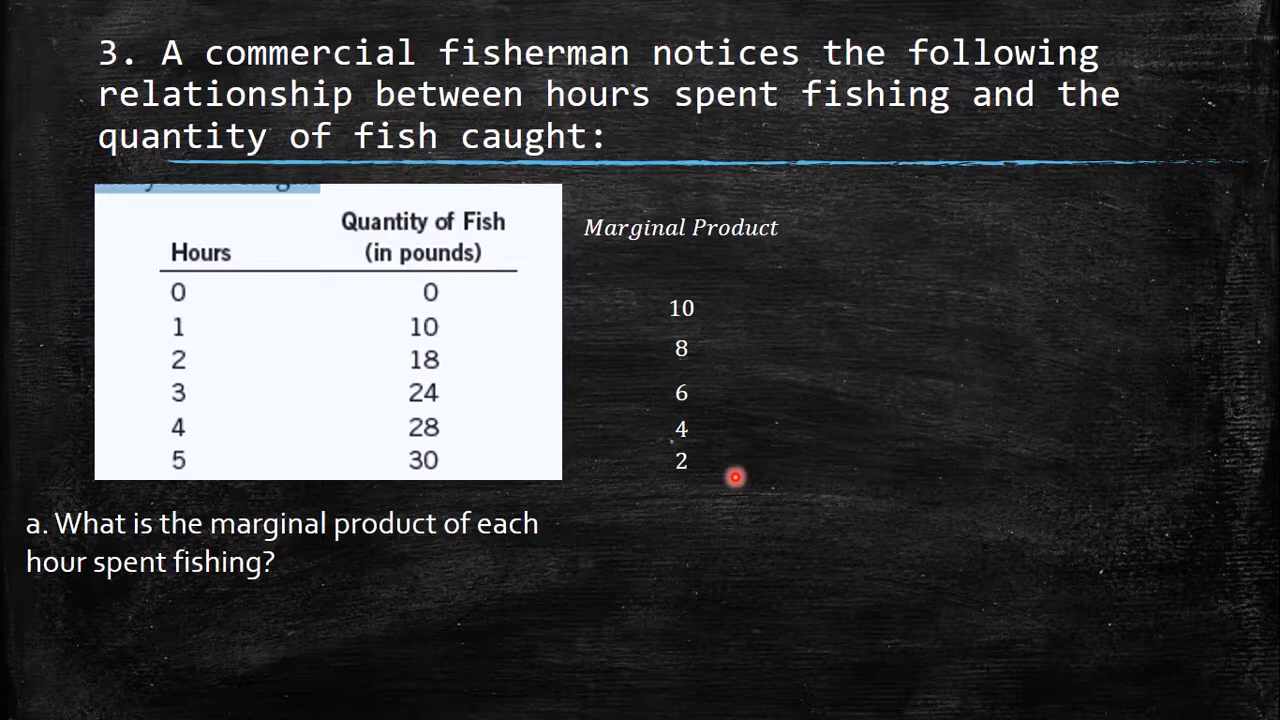 3. A commercial fisherman notices the following
relationship between hours spent fishing and the
quantity of fish caught:
Quantity of Fish Marginal Product
Hours (in pounds)
0 0
10
1 10
8
2 18
3 24 6
4 28 4
5 30 2
a. What is the marginal product of each
hour spent fishing?